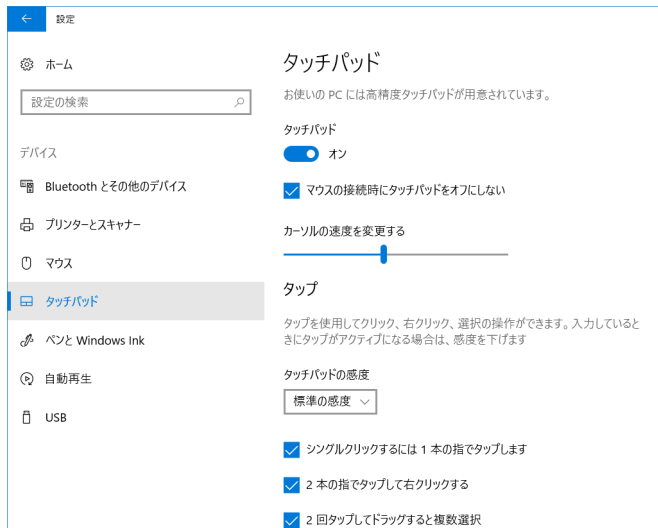 設定
ホーム
設定の検索
デバイス
Bluetooth とその他のデバイス
プリンターとスキャナー
マウス
タッチパッド
ペンと Windows Ink
自動再生
USB
タッチパッド
お使いの PC には高精度タッチパッドが用意されています。
タッチパッド
オン
マウスの接続時にタッチパッドをオフにしない
カーソルの速度を変更する
タップ
タップを使用してクリック、右クリック、選択の操作ができます。入力していると
きにタップがアクティブになる場合は、感度を下げます
タッチパッドの感度
標準の感度
シングルクリックするには 1 本の指でタップします
2 本の指でタップして右クリックする
2 回タップしてドラッグすると複数選択